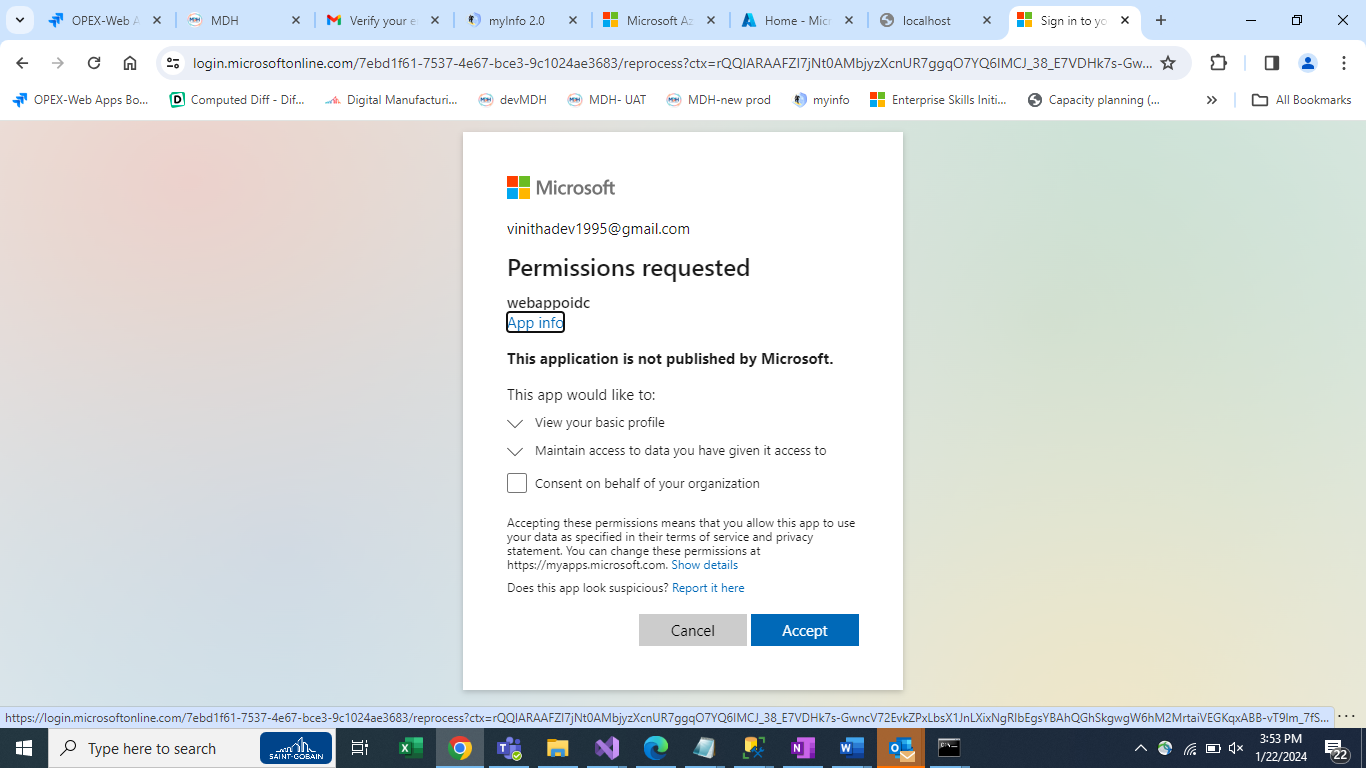 OPEX-Web A
MDH
Verify your e
myInfo 2.0
Microsoft Az
Home - Micr
localhost
Sign in to yo
login.microsoftonline.com/7ebd1f61-7537-4e67-bce3-9c1024ae3683/reprocess?ctx=rQQIARAAFZI7jNt0AMbjyzXcnUR7ggqO7YQ6IMCJ_38_E7VDHk7s-Gw...
OPEX-Web Apps Bo...
Computed Diff - Dif...
Digital Manufacturi...
devMDH
MDH- UAT
MDH-new prod
myinfo
Enterprise Skills Initi...
Capacity planning (...
»
All Bookmarks
Microsoft
vinithadev1995@gmail.com
Permissions requested
webappoidc
App info
This application is not published by Microsoft.
This app would like to:
View your basic profile
Maintain access to data you have given it access to
Consent on behalf of your organization
Accepting these permissions means that you allow this app to use
your data as specified in their terms of service and privacy
statement. You can change these permissions at
https://myapps.microsoft.com. Show details
Does this app look suspicious? Report it here
Cancel
Accept
https://login.microsoftonline.com/7ebd1f61-7537-4e67-bce3-9c1024ae3683/reprocess?ctx=rQQIARAAFZI7jNt0AMbjyzXcnUR7ggqO7YQ6IMCJ_38_E7VDHk7s-GwncV72EvkZPxLbsX1JnLXixNgRIbEgsYBAhQGhSkgwgW6hM2MrtaiVEGKqxABB-vT9Im_7fS...
Type here to search
SAINT-GOBAIN
3:53 PM
1/22/2024
22